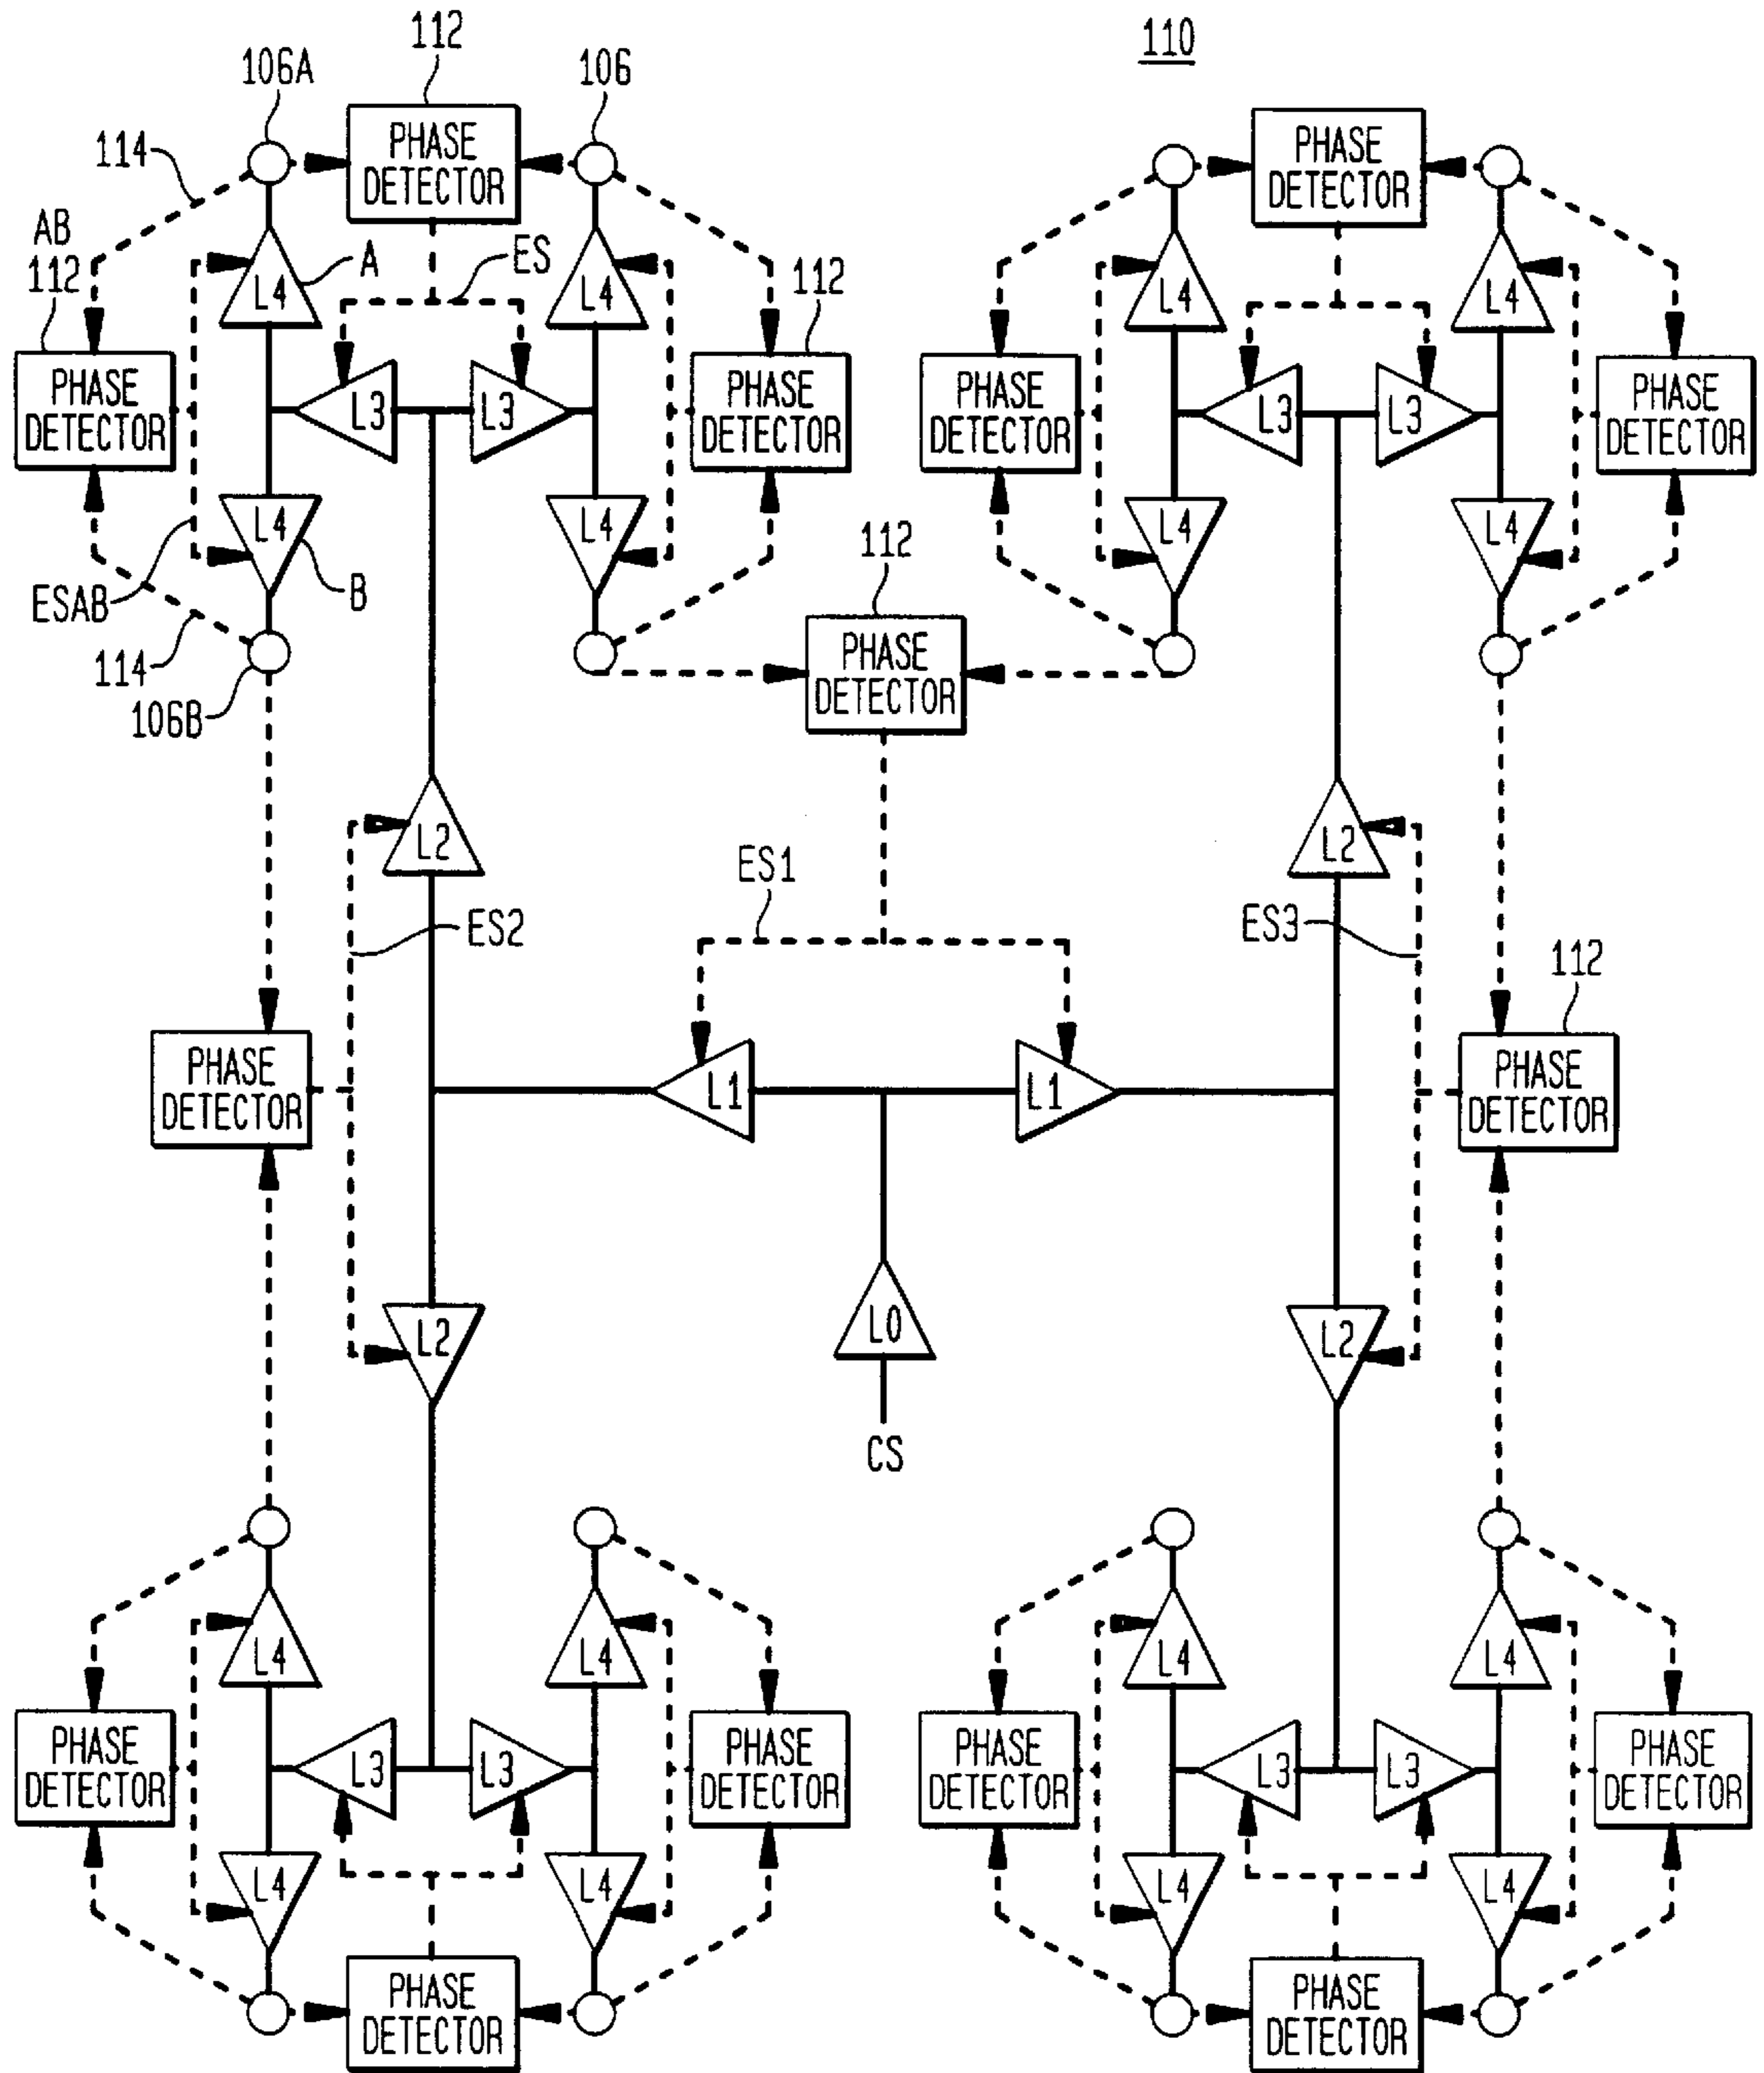 112
110
106A
106
PHASE
DETECTOR
PHASE
DETECTOR
114
AB
112
A
ES
112
L4
L4
L4
L4
PHASE
DETECTOR
L3
L3
PHASE
DETECTOR
PHASE
DETECTOR
L3
L3
PHASE
DETECTOR
L4
L4
L4
L4
ESAB
B
112
114
106B
PHASE
DETECTOR
L2
L2
ES1
ES2
ES3
112
PHASE
DETECTOR
L1
L1
PHASE
DETECTOR
L2
L0
L2
CS
L4
L4
L4
L4
PHASE
DETECTOR
L3
L3
PHASE
DETECTOR
PHASE
DETECTOR
L3
L3
PHASE
DETECTOR
L4
L4
L4
L4
PHASE
DETECTOR
PHASE
DETECTOR